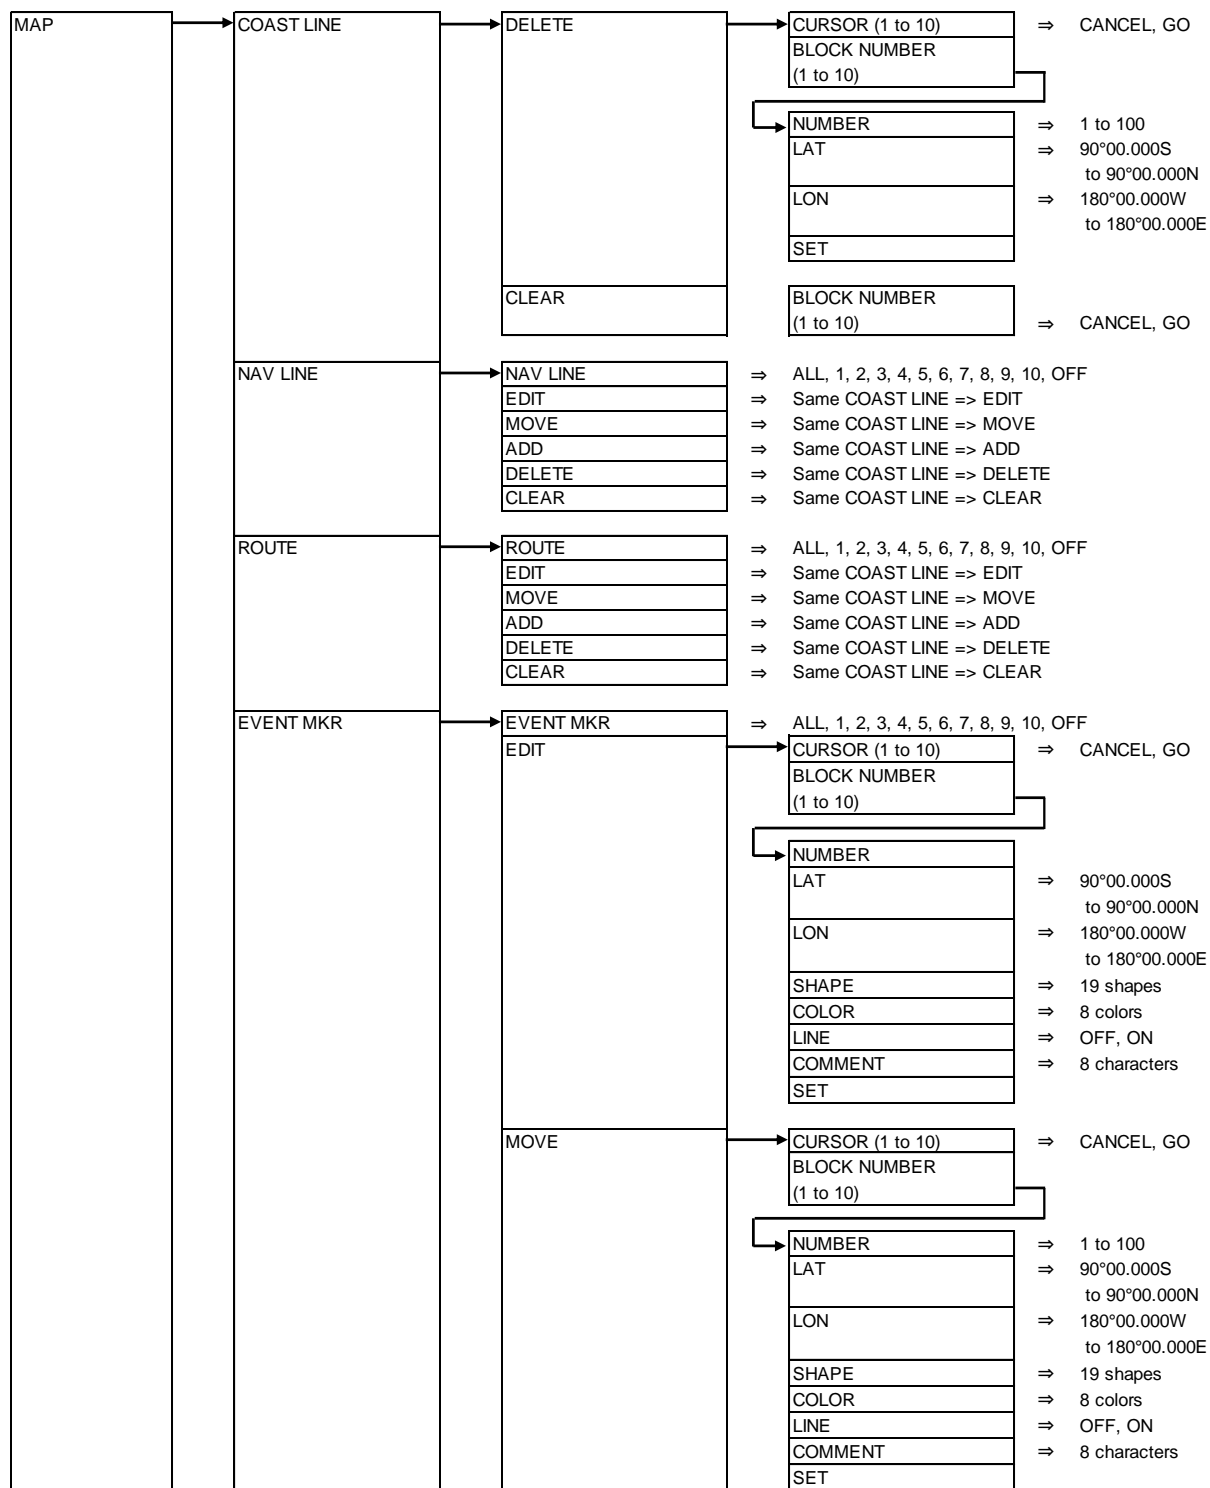 MAP COAST LINE DELETE CURSOR (1 to 10) ⇒ CANCEL, GO
BLOCK NUMBER
(1 to 10)
NUMBER ⇒ 1 to 100
LAT ⇒ 90°00.000S
to 90°00.000N
LON ⇒ 180°00.000W
to 180°00.000E
SET
CLEAR BLOCK NUMBER
(1 to 10) ⇒ CANCEL, GO
NAV LINE NAV LINE ⇒ ALL, 1, 2, 3, 4, 5, 6, 7, 8, 9, 10, OFF
EDIT ⇒ Same COAST LINE => EDIT
MOVE ⇒ Same COAST LINE => MOVE
ADD ⇒ Same COAST LINE => ADD
DELETE ⇒ Same COAST LINE => DELETE
CLEAR ⇒ Same COAST LINE => CLEAR
ROUTE ROUTE ⇒ ALL, 1, 2, 3, 4, 5, 6, 7, 8, 9, 10, OFF
EDIT ⇒ Same COAST LINE => EDIT
MOVE ⇒ Same COAST LINE => MOVE
ADD ⇒ Same COAST LINE => ADD
DELETE ⇒ Same COAST LINE => DELETE
CLEAR ⇒ Same COAST LINE => CLEAR
EVENT MKR EVENT MKR ⇒ ALL, 1, 2, 3, 4, 5, 6, 7, 8, 9, 10, OFF
EDIT CURSOR (1 to 10) ⇒ CANCEL, GO
BLOCK NUMBER
(1 to 10)
NUMBER
LAT ⇒ 90°00.000S
to 90°00.000N
LON ⇒ 180°00.000W
to 180°00.000E
SHAPE ⇒ 19 shapes
COLOR ⇒ 8 colors
LINE ⇒ OFF, ON
COMMENT ⇒ 8 characters
SET
MOVE CURSOR (1 to 10) ⇒ CANCEL, GO
BLOCK NUMBER
(1 to 10)
NUMBER ⇒ 1 to 100
LAT ⇒ 90°00.000S
to 90°00.000N
LON ⇒ 180°00.000W
to 180°00.000E
SHAPE ⇒ 19 shapes
COLOR ⇒ 8 colors
LINE ⇒ OFF, ON
COMMENT ⇒ 8 characters
SET